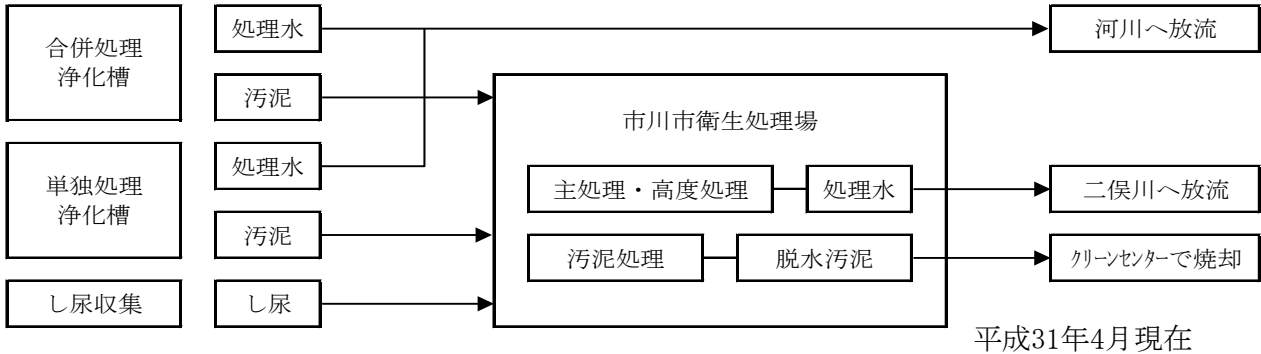 合併処理
浄化槽
処理水
河川へ放流
汚泥
市川市衛生処理場
単独処理
浄化槽
処理水
主処理・高度処理
処理水
二俣川へ放流
汚泥
汚泥処理
脱水汚泥
ｸﾘｰﾝｾﾝﾀｰで焼却
し尿収集
し尿
平成31年4月現在